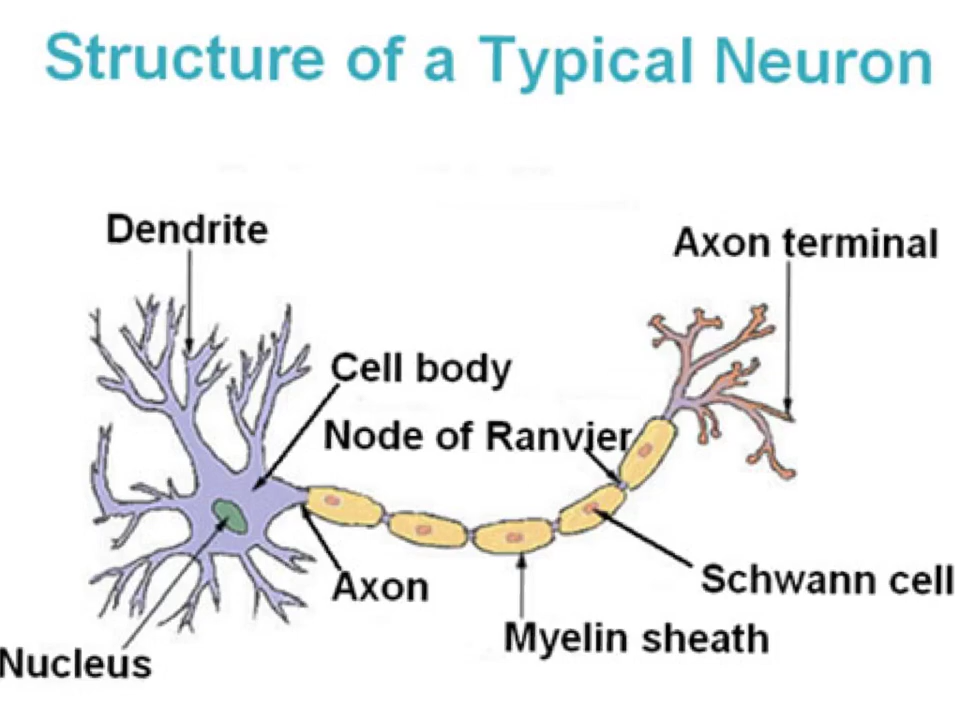 Structure of a Typical Neuron
Dendrite
Axon terminal
Cell body
Node of Ranvier
Axon
Schwann cell
Myelin sheath
Nucleus